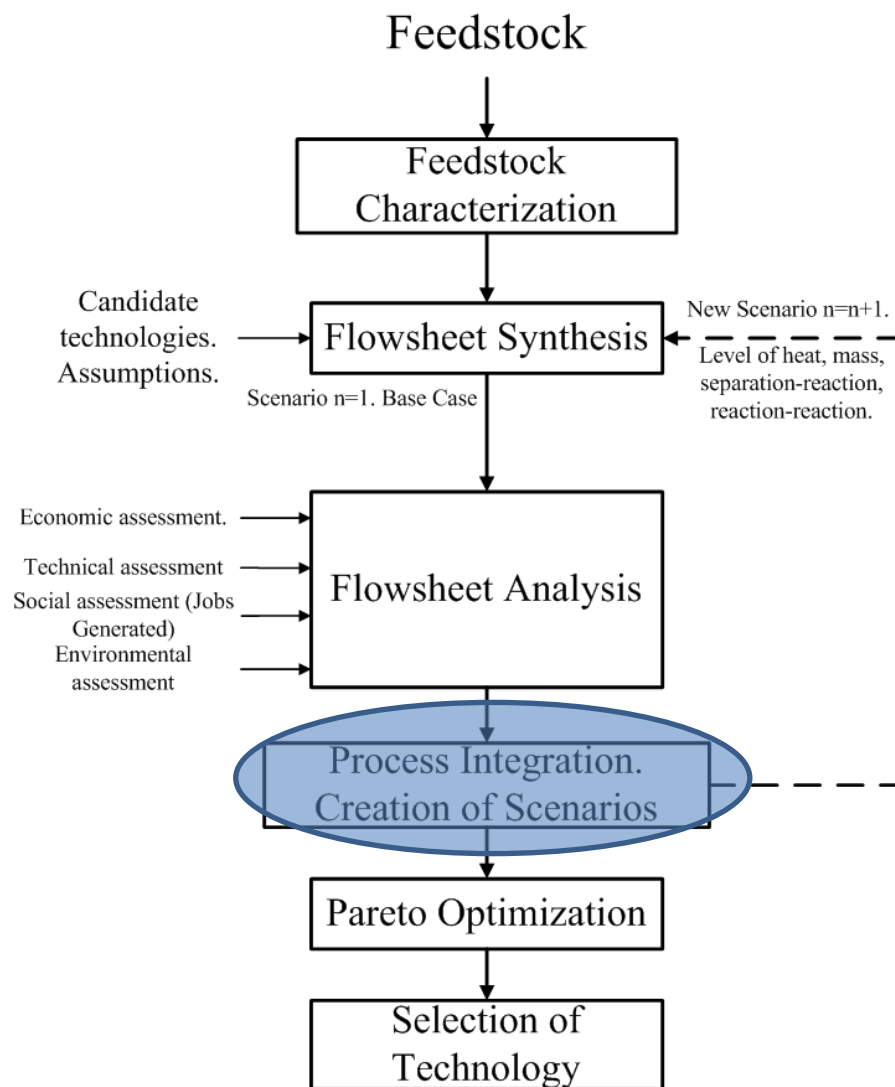 Feedstock
Feedstock
Characterization
Candidate
technologies.
Assumptions.
Flowsheet Synthesis
New Scenario n=n+1.
Level of heat, mass,
separation-reaction,
reaction-reaction.
Scenario n=1. Base Case
Economic assessment.
Technical assessment
Social assessment (Jobs
Generated)
Environmental
assessment
Flowsheet Analysis
Process Integration.
Creation of Scenarios
Pareto Optimization
Selection of
Technology